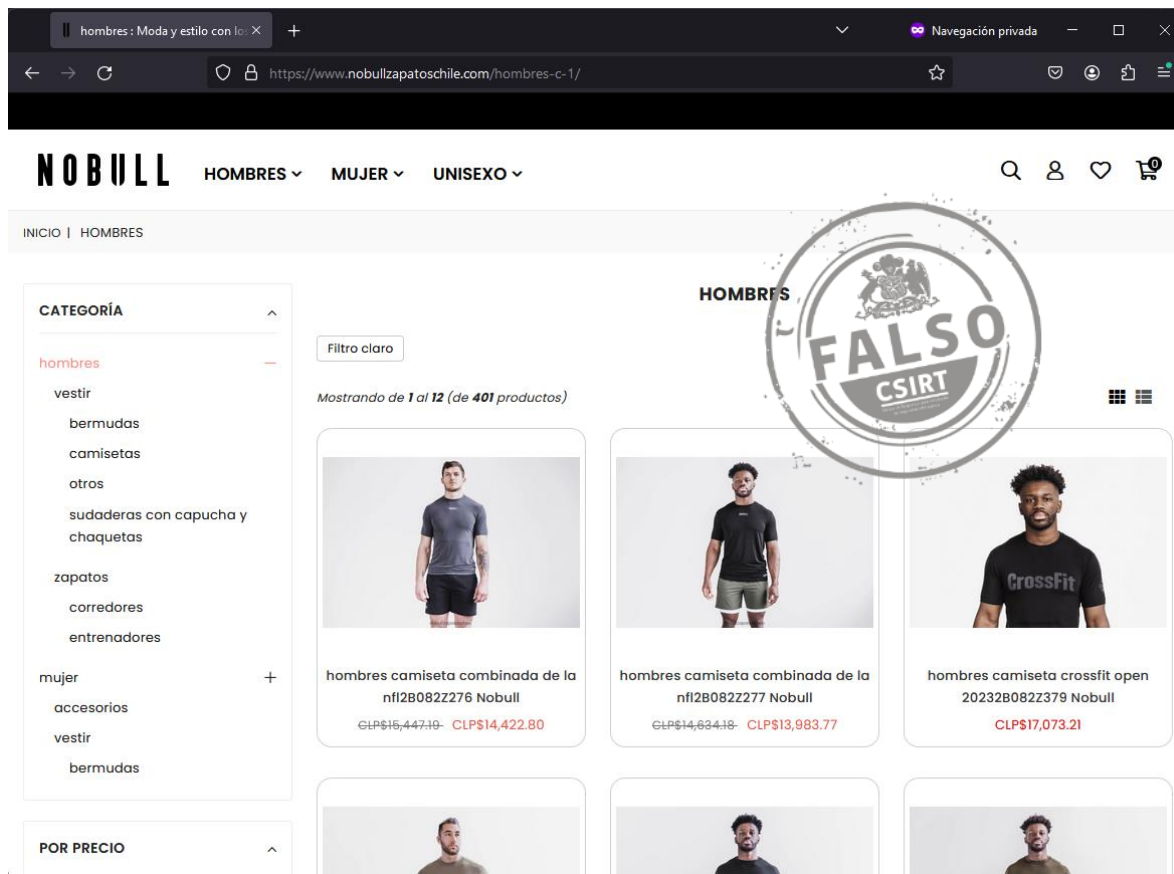 hombres : Moda y estilo con los
Navegación privada
https://www.nobullzapatoschile.com/hombres-c-1/
NOBULL
HOMBRES
MUJER
UNISEXO
0
INICIO | HOMBRES
CATEGORÍA
hombres
vestir
bermudas
camisetas
otros
sudaderas con capucha y
chaquetas
zapatos
corredores
entrenadores
mujer
accesorios
vestir
bermudas
POR PRECIO
HOMBRES
FALSO
CSIRT
Filtro claro
Mostrando de 1 al 12 (de 401 productos)
hombres camiseta combinada de la
nfl2B082Z276 Nobull
CLP$15,447.19 CLP$14,422.80
hombres camiseta combinada de la
nfl2B082Z277 Nobull
CLP$14,634.18 CLP$13,983.77
CrossFit
hombres camiseta crossfit open
20232B082Z379 Nobull
CLP$17,073.21